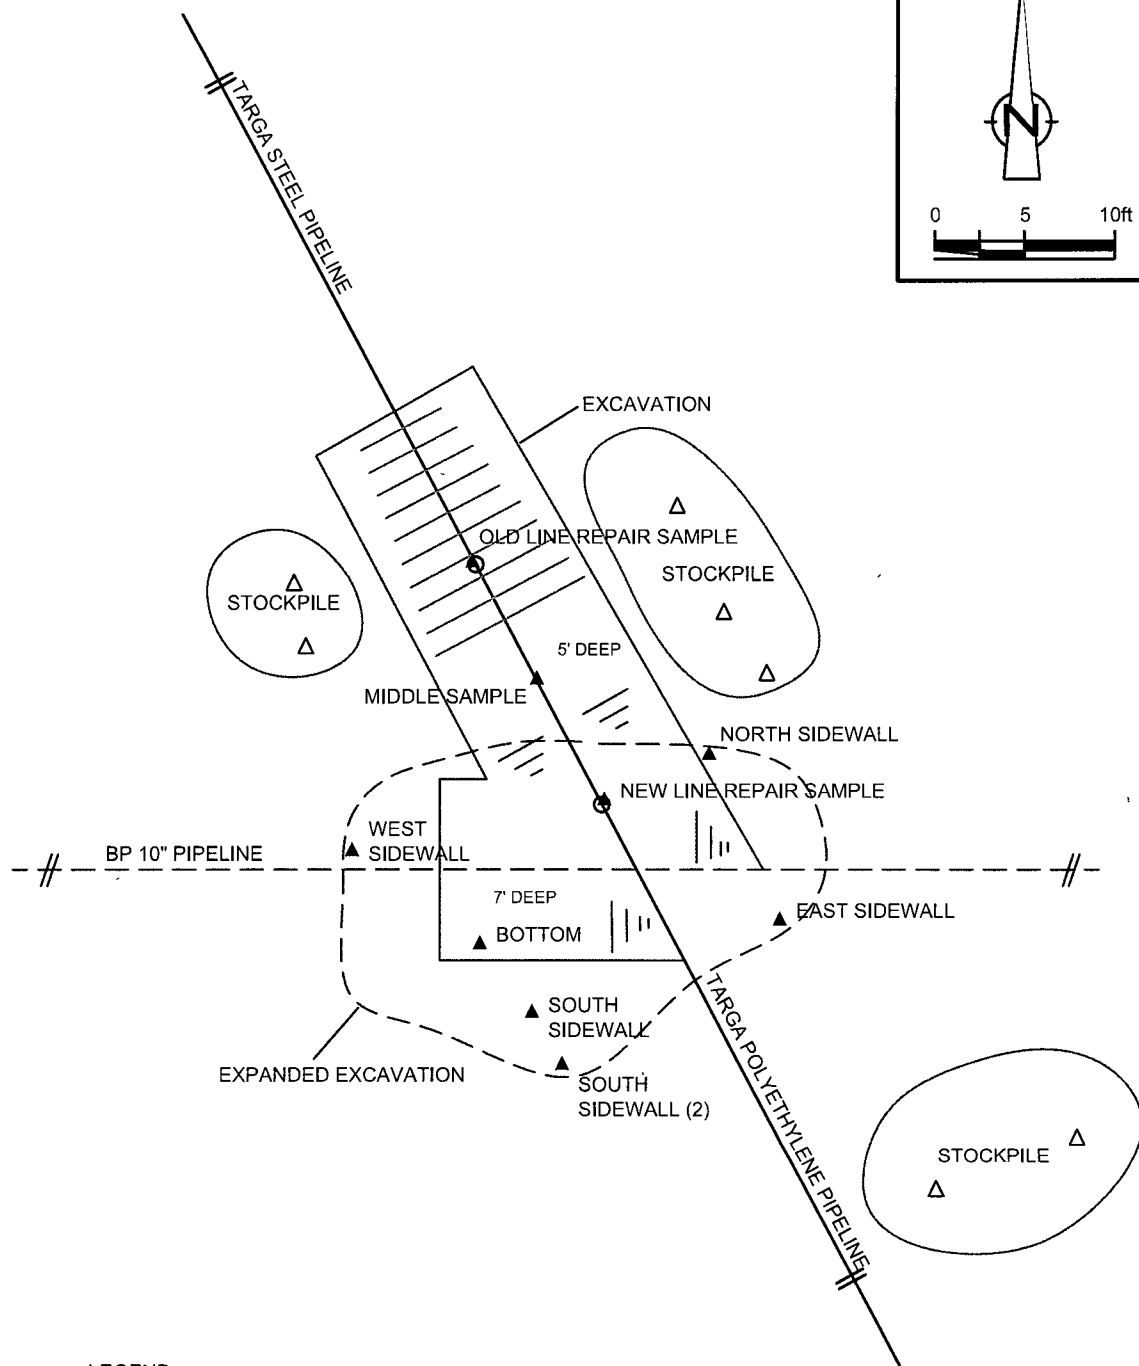 N
0 5 10ft
TARGA STEEL PIPELINE
EXCAVATION
OLD LINE REPAIR SAMPLE
STOCKPILE
STOCKPILE
5' DEEP
MIDDLE SAMPLE
NORTH SIDEWALL
NEW LINE REPAIR SAMPLE
WEST
SIDEWALL
BP 10" PIPELINE
7' DEEP
EAST SIDEWALL
BOTTOM
SOUTH
SIDEWALL
EXPANDED EXCAVATION
SOUTH
SIDEWALL (2)
TARGA POLYETHYLENE PIPELINE
STOCKPILE